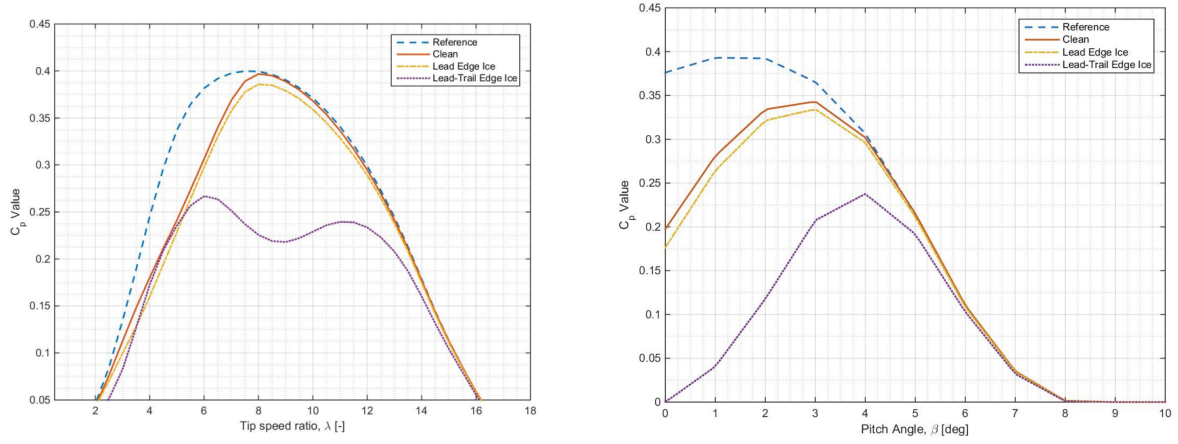 0.45
0.4
0.35
0.3
0.25
0.2
0.15
0.1
0.05
C_p Value
2 4 6 8 10 12 14 16 18
Tip speed ratio, λ [-]
Reference
Clean
Lead Edge Ice
Lead-Trail Edge Ice
0.45
0.4
0.35
0.3
0.25
0.2
0.15
0.1
0.05
0
C_p Value
0 1 2 3 4 5 6 7 8 9 10
Pitch Angle, β [deg]
Reference
Clean
Lead Edge Ice
Lead-Trail Edge Ice